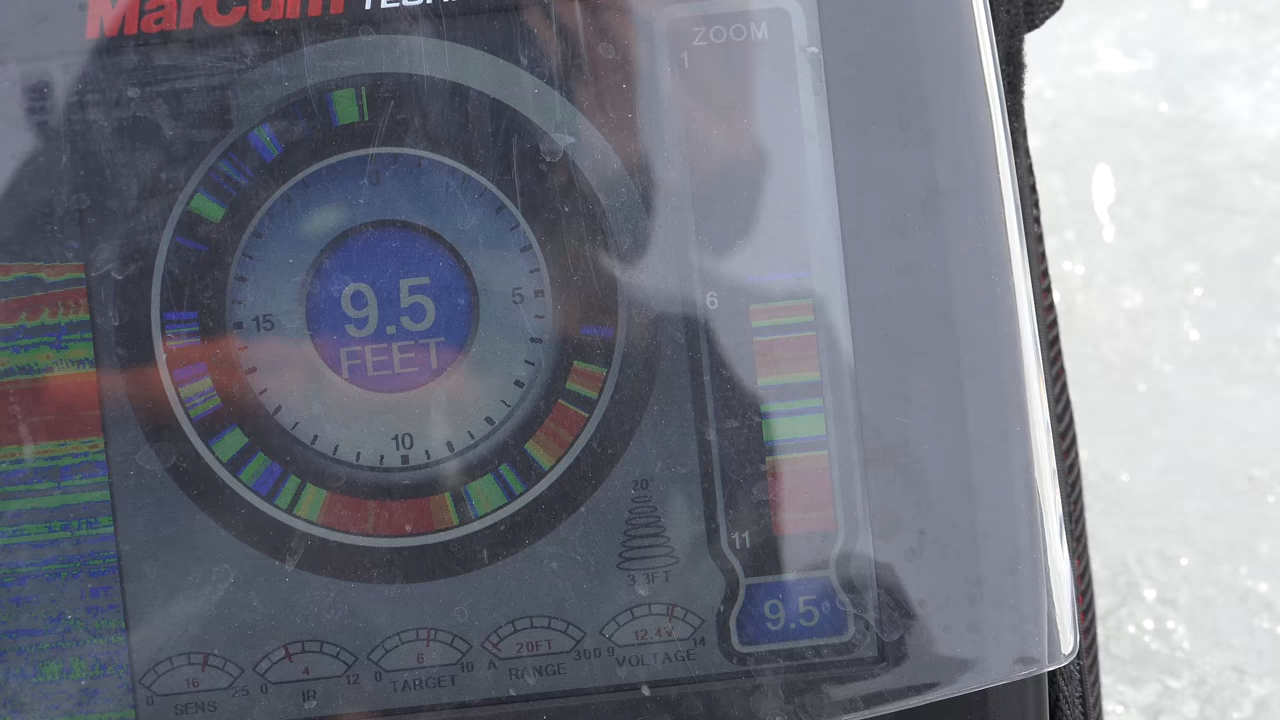 MarCum
ZOOM
1
0
5
6
9.5
FEET
15
10
20°
11
3.3FT
9.5
12.4V
9 14
VOLTAGE
20FT
A 300
RANGE
6
0 10
TARGET
4
0 12
IR
16
0 25
SENS